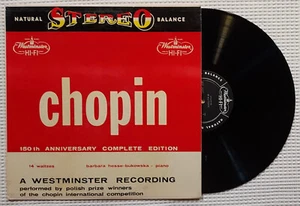 NATURAL STEREO BALANCE
Westminster
HI-FI
Westminster
HI-FI
chopin
150th ANNIVERSARY COMPLETE EDITION
14 waltzes barbara hesse-bukowska - piano
A WESTMINSTER RECORDING
performed by polish prize winners
of the chopin international competition